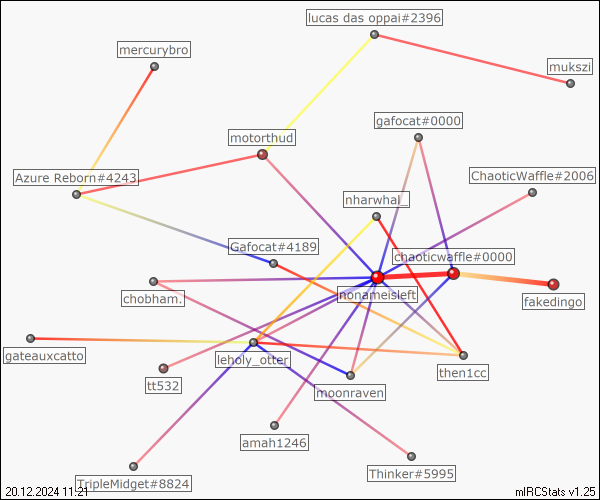 lucas das oppai#2396
mercurybro
mukszi
gafocat#0000
motorthud
Azure Reborn#4243
ChaoticWaffle#2006
nharwhal_
Gafocat#4189
chaoticwaffle#0000
chobham.
nonameisleft
fakedingo
gateauxcatto
leholy_otter
then1cc
tt532
moonraven
amah1246
Thinker#5995
TripleMidget#8824
20.12.2024 11:21
mIRCStats v1.25